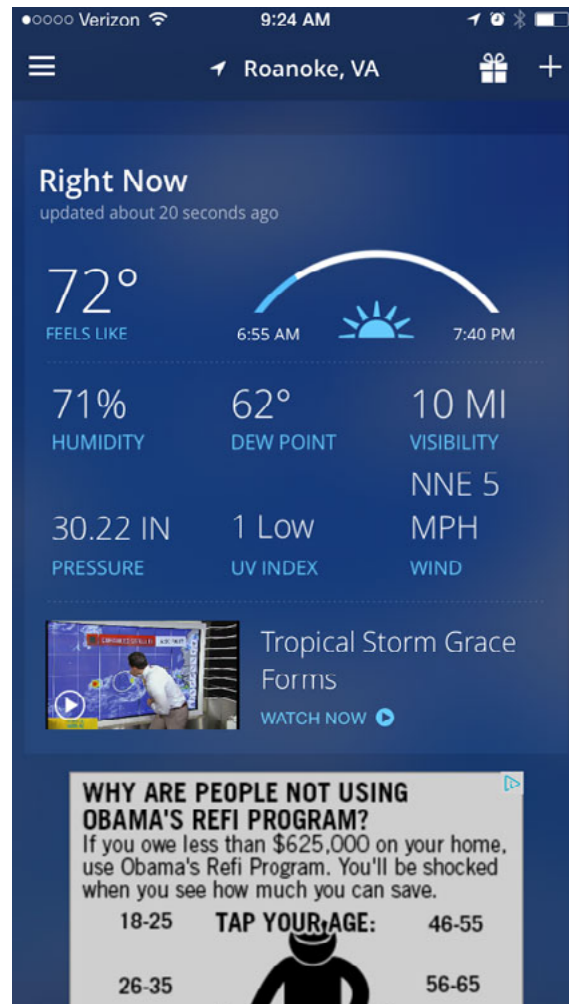 Verizon 9:24 AM
Roanoke, VA
Right Now
updated about 20 seconds ago
72°
FEELS LIKE
6:55 AM 7:40 PM
71% 62° 10 MI
HUMIDITY DEW POINT VISIBILITY
30.22 IN 1 Low NNE 5 MPH
PRESSURE UV INDEX WIND
Tropical Storm Grace
Forms
WATCH NOW
WHY ARE PEOPLE NOT USING
OBAMA'S REFI PROGRAM?
If you owe less than $625,000 on your home,
use Obama's Refi Program. You'll be shocked
when you see how much you can save.
18-25 TAP YOUR AGE: 46-55
26-35 56-65